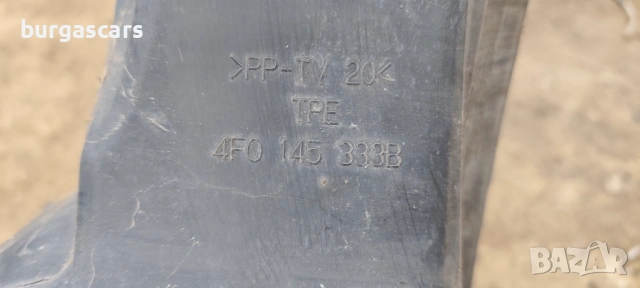 burgascars
>PP-TV 20<
TPE
4F0 145 333B
BAZAR